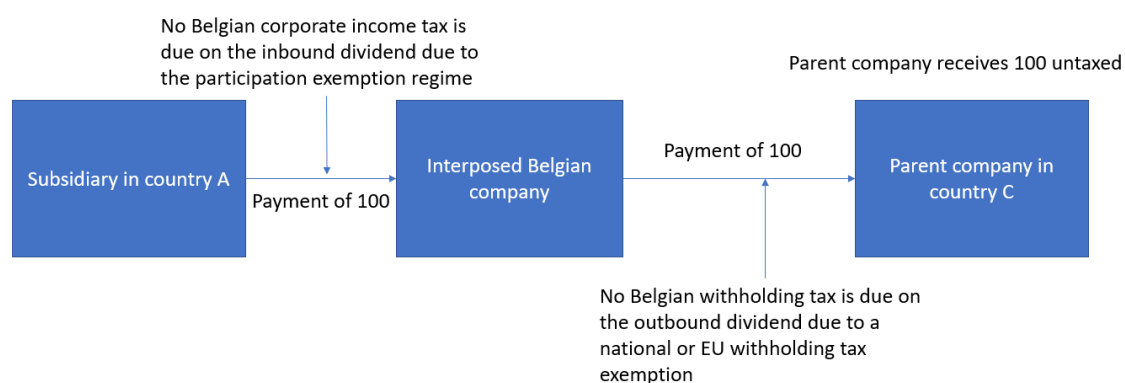 No Belgian corporate income tax is
due on the inbound dividend due to
the participation exemption regime
Parent company receives 100 untaxed
Subsidiary in country A
Payment of 100
Interposed Belgian
company
Payment of 100
Parent company in
country C
No Belgian withholding tax is due on
the outbound dividend due to a
national or EU withholding tax
exemption